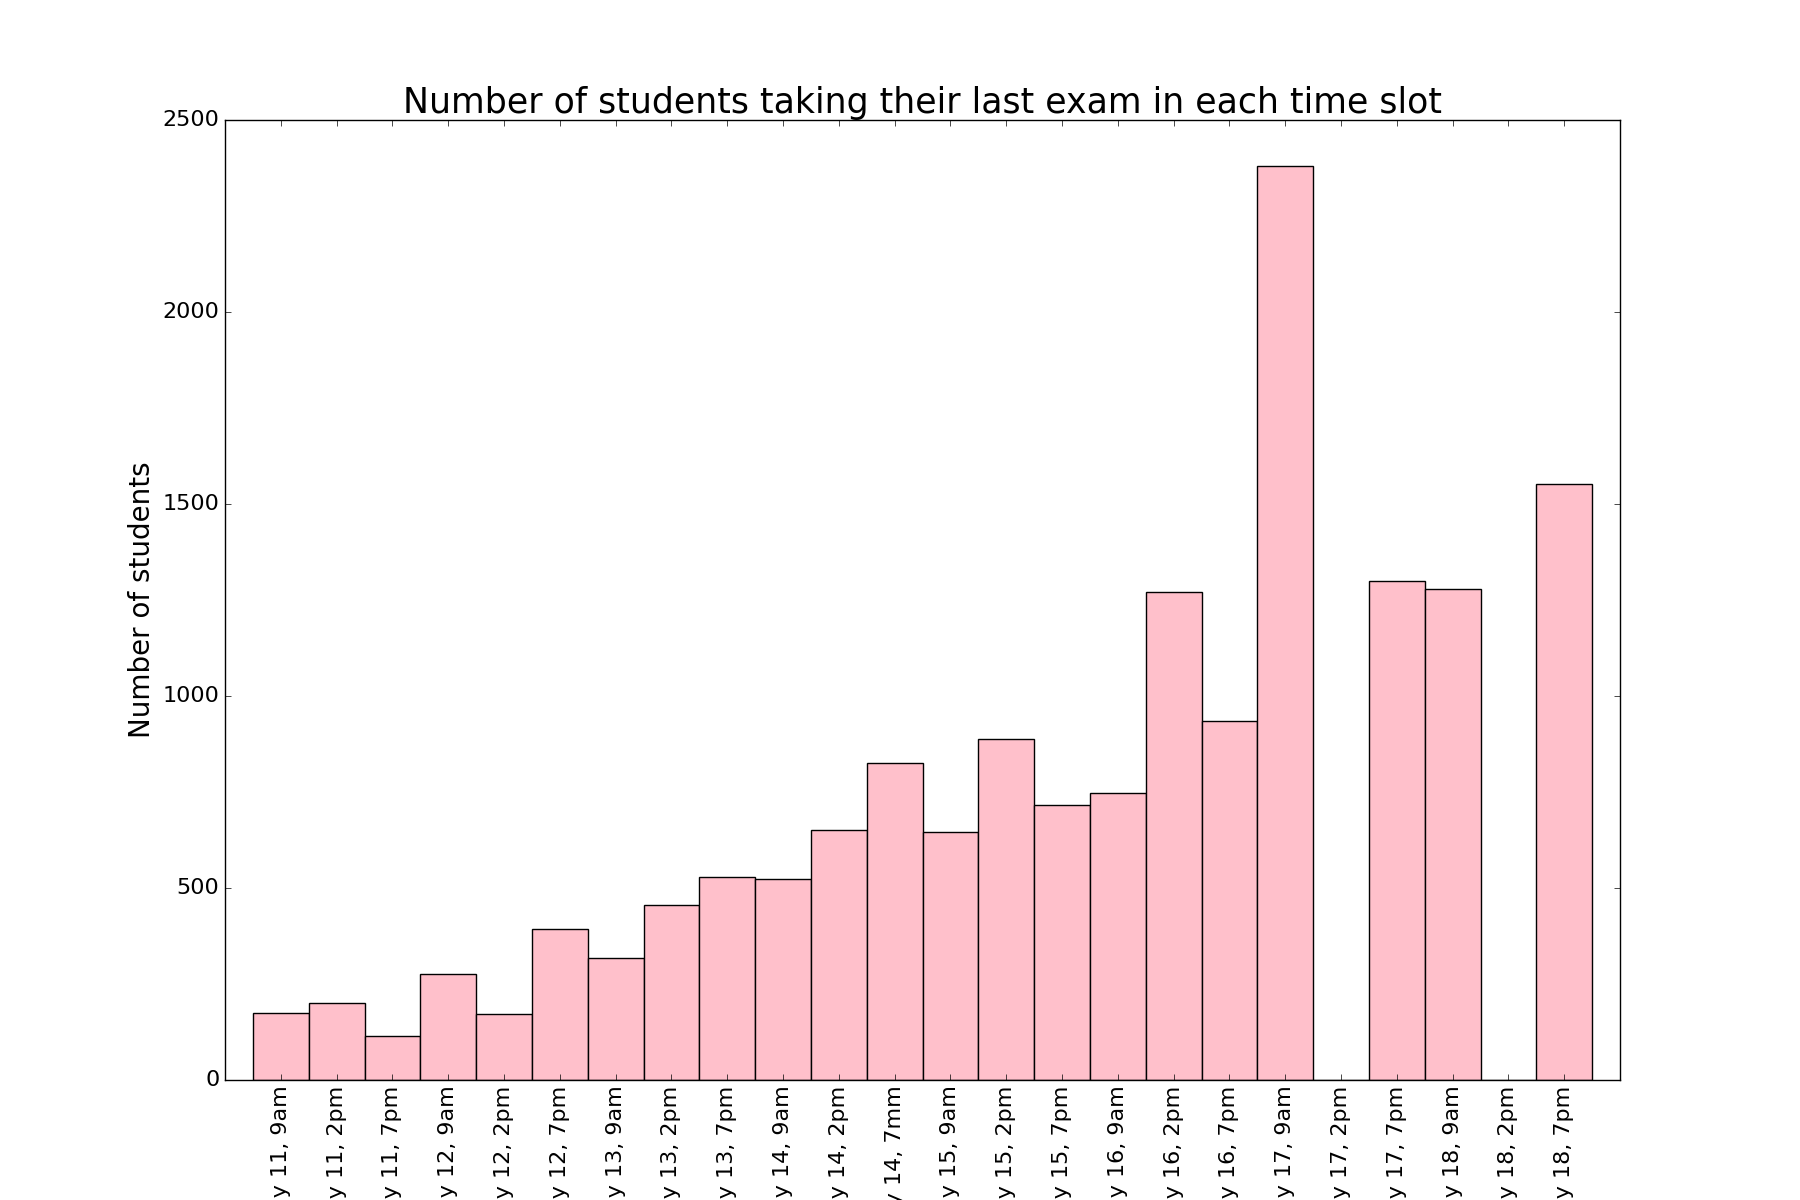 Number of students taking their last exam in each time slot
Number of students
2500
2000
1500
1000
500
0
y 11, 9am
y 11, 2pm
y 11, 7pm
y 12, 9am
y 12, 2pm
y 12, 7pm
y 13, 9am
y 13, 2pm
y 13, 7pm
y 14, 9am
y 14, 2pm
y 14, 7mm
y 15, 9am
y 15, 2pm
y 15, 7pm
y 16, 9am
y 16, 2pm
y 16, 7pm
y 17, 9am
y 17, 2pm
y 17, 7pm
y 18, 9am
y 18, 2pm
y 18, 7pm